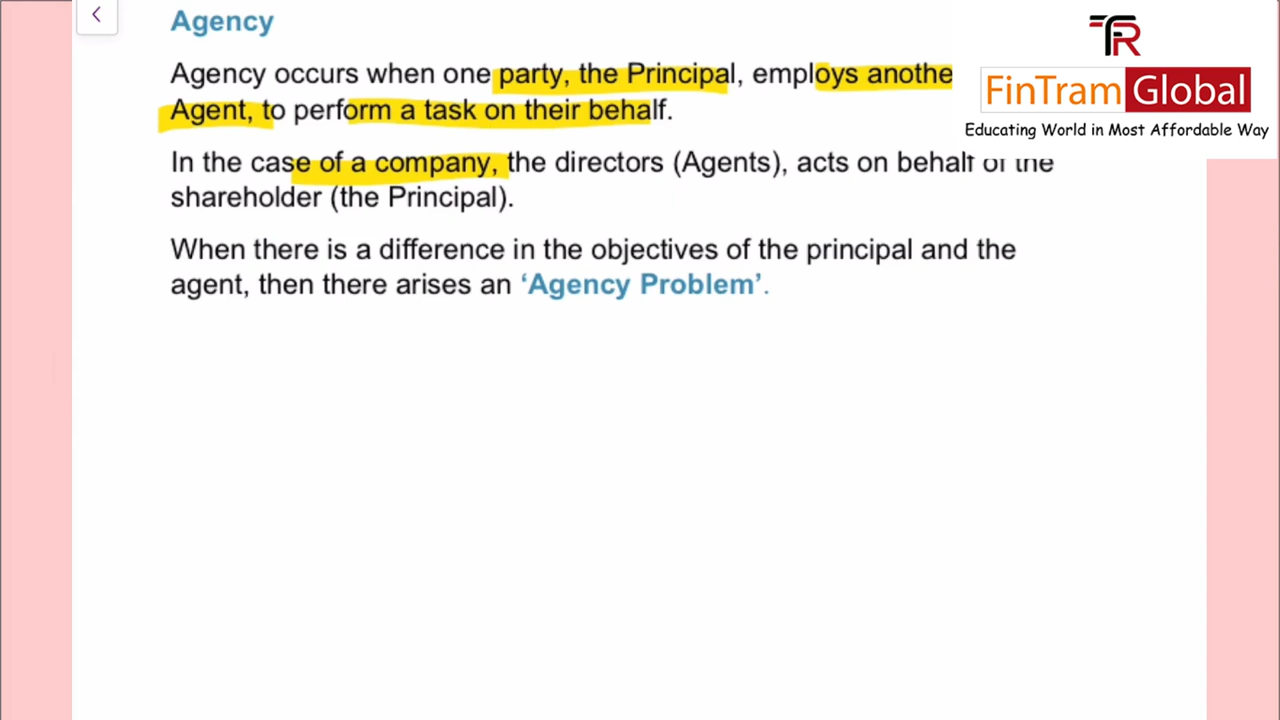 Agency
Agency occurs when one party, the Principal, employs anothe
Agent, to perform a task on their behalf.
In the case of a company, the directors (Agents), acts on behalf of the
shareholder (the Principal).
When there is a difference in the objectives of the principal and the
agent, then there arises an ‘Agency Problem’.
TR
FinTram Global
Educating World in Most Affordable Way